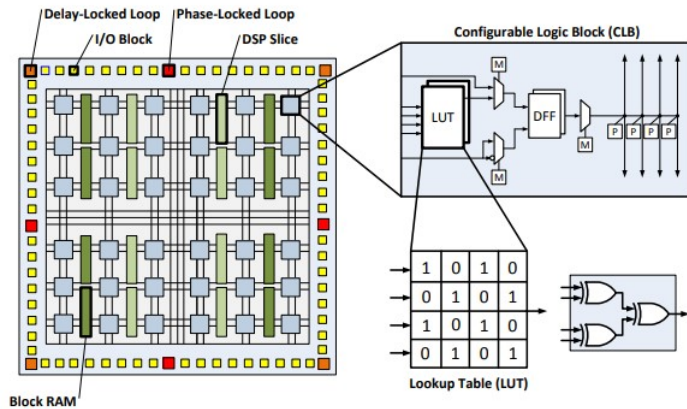 Delay-Locked Loop
Phase-Locked Loop
I/O Block
DSP Slice
Configurable Logic Block (CLB)
M
LUT
DFF
M
M
P P P P
1 0 1 0
0 1 0 1
1 0 1 0
0 1 0 1
Lookup Table (LUT)
Block RAM